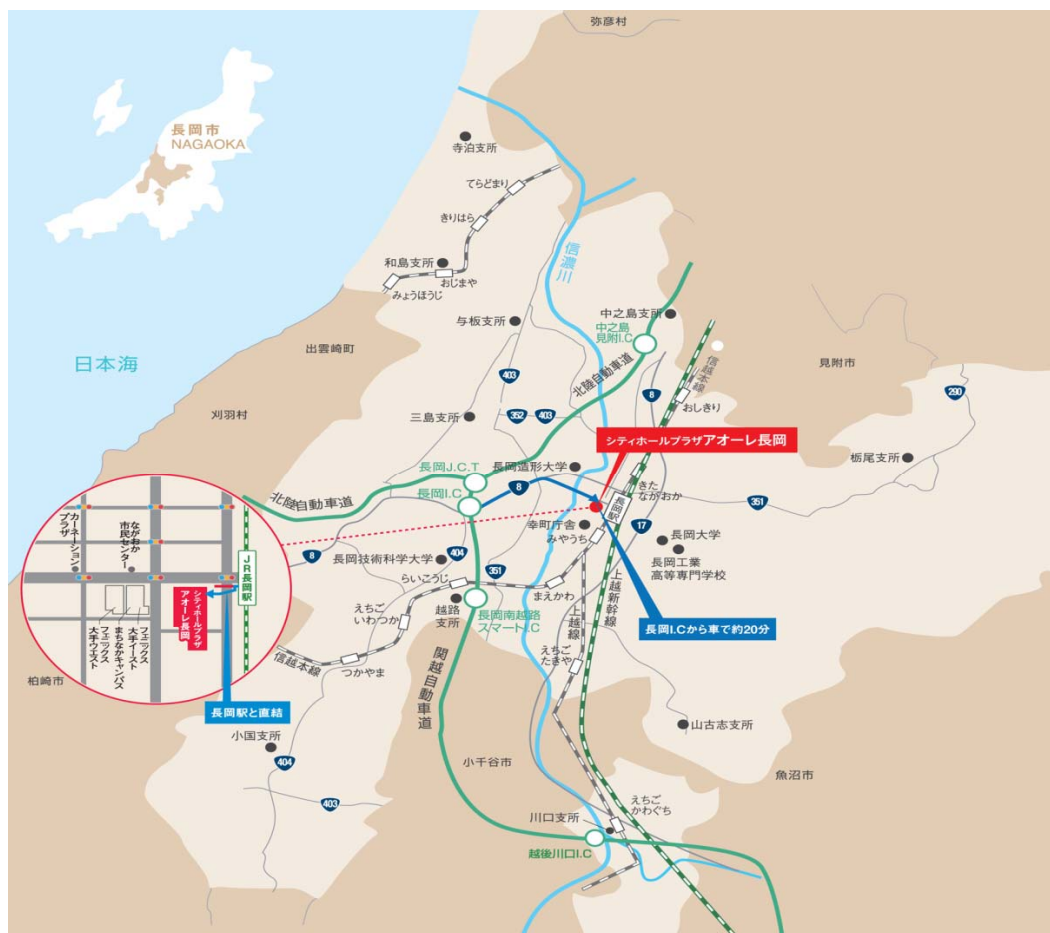 弥彦村
長岡市
NAGAOKA
寺泊支所
てらどまり
きりはら
和島支所
おじまや
みょうほうじ
信濃川
中之島支所
中之島
見附I.C
与板支所
出雲崎町
日本海
北陸自動車道
信越本線
見附市
403
8
290
刈羽村
三島支所
352
403
おしきり
シティホールプラザアオーレ長岡
栃尾支所
長岡J.C.T
長岡造形大学
長岡I.C
8
きた
ながおか
長岡駅
351
北陸自動車道
幸町庁舎
みやうち
17
長岡大学
長岡工業
高等専門学校
8
長岡技術科学大学
404
351
らいこうじ
まえかわ
上越新幹線
上越線
越路
支所
長岡南越路
スマートI.C
長岡I.Cから車で約20分
えちご
いわつか
信越本線
つかやま
関越自動車道
えちご
たきや
カーネーション
プラザ
ながおか
市民センター
JR長岡駅
シティホールプラザ
アオーレ長岡
フェニックス
大手イースト
まちなかキャンパス
フェニックス
大手ウエスト
長岡駅と直結
柏崎市
小国支所
404
403
小千谷市
山古志支所
魚沼市
えちご
かわぐち
川口支所
越後川口I.C